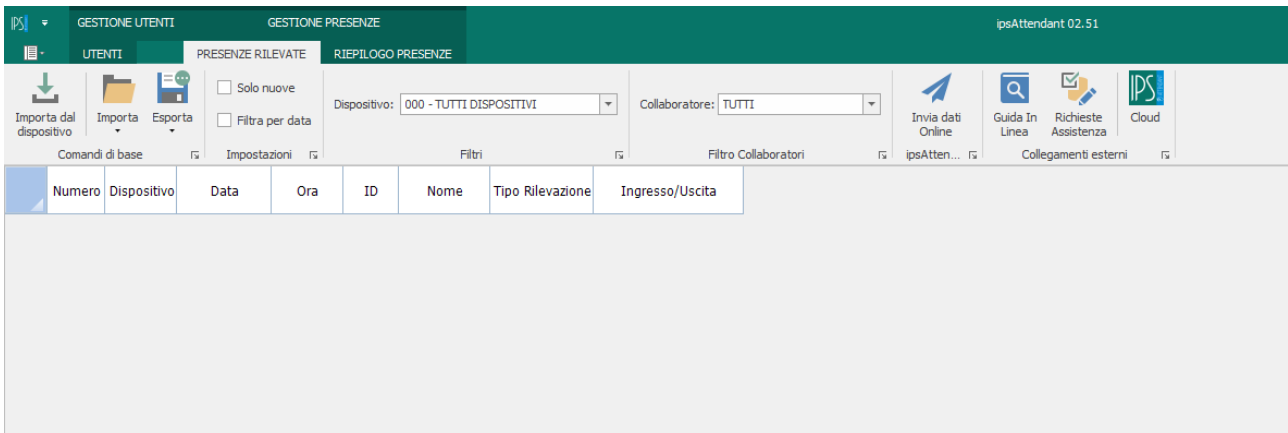 IPS GESTIONE UTENTI GESTIONE PRESENZE ipsAttendant 02.51
UTENTI PRESENZE RILEVATE RIEPILOGO PRESENZE
Importa dal dispositivo
Importa
Esporta
Comandi di base
Solo nuove
Filtra per data
Impostazioni
Dispositivo: 000 - TUTTI DISPOSITIVI
Filtri
Collaboratore: TUTTI
Filtro Collaboratori
Invia dati Online
ipsAtten...
Guida In Linea
Richieste Assistenza
IPS
Cloud
Collegamenti esterni
Numero Dispositivo Data Ora ID Nome Tipo Rilevazione Ingresso/Uscita